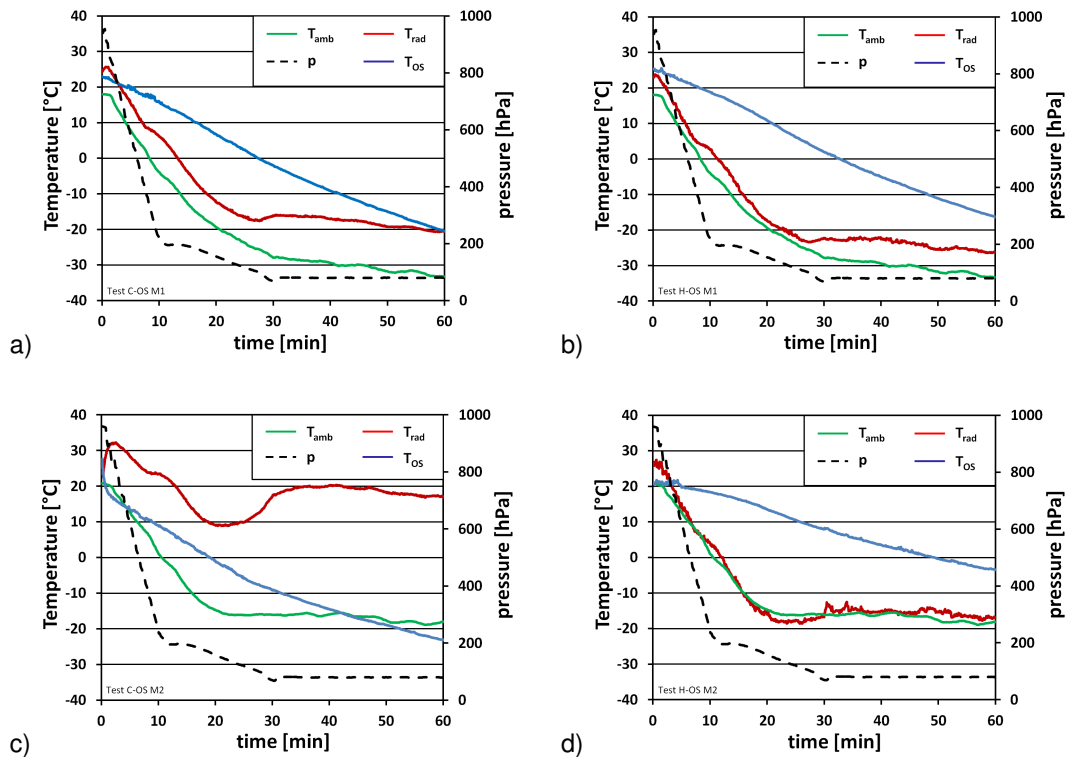 40
30
20
10
0
-10
-20
-30
-40
Temperature [°C]
1000
800
600
400
200
0
pressure [hPa]
T_amb T_rad
p T_OS
Test C-OS M1
0 10 20 30 40 50 60
time [min]
a)
40
30
20
10
0
-10
-20
-30
-40
Temperature [°C]
1000
800
600
400
200
0
pressure [hPa]
T_amb T_rad
p T_OS
Test H-OS M1
0 10 20 30 40 50 60
time [min]
b)
40
30
20
10
0
-10
-20
-30
-40
Temperature [°C]
1000
800
600
400
200
0
pressure [hPa]
T_amb T_rad
p T_OS
Test C-OS M2
0 10 20 30 40 50 60
time [min]
c)
40
30
20
10
0
-10
-20
-30
-40
Temperature [°C]
1000
800
600
400
200
0
pressure [hPa]
T_amb T_rad
p T_OS
Test H-OS M2
0 10 20 30 40 50 60
time [min]
d)